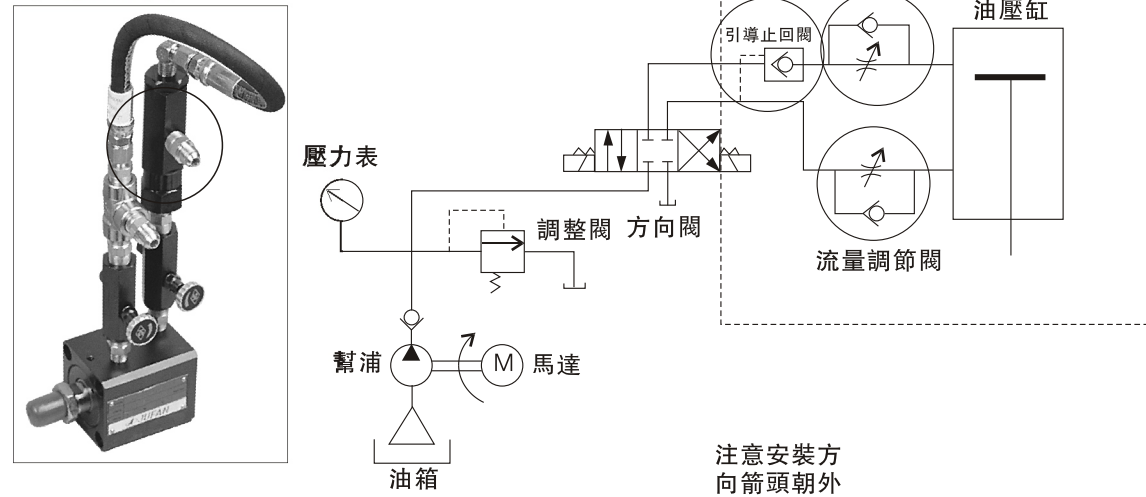 油壓缸
引導止回閥
壓力表
調整閥
方向閥
流量調節閥
幫浦
M
馬達
油箱
注意安裝方
向箭頭朝外
JUFAN